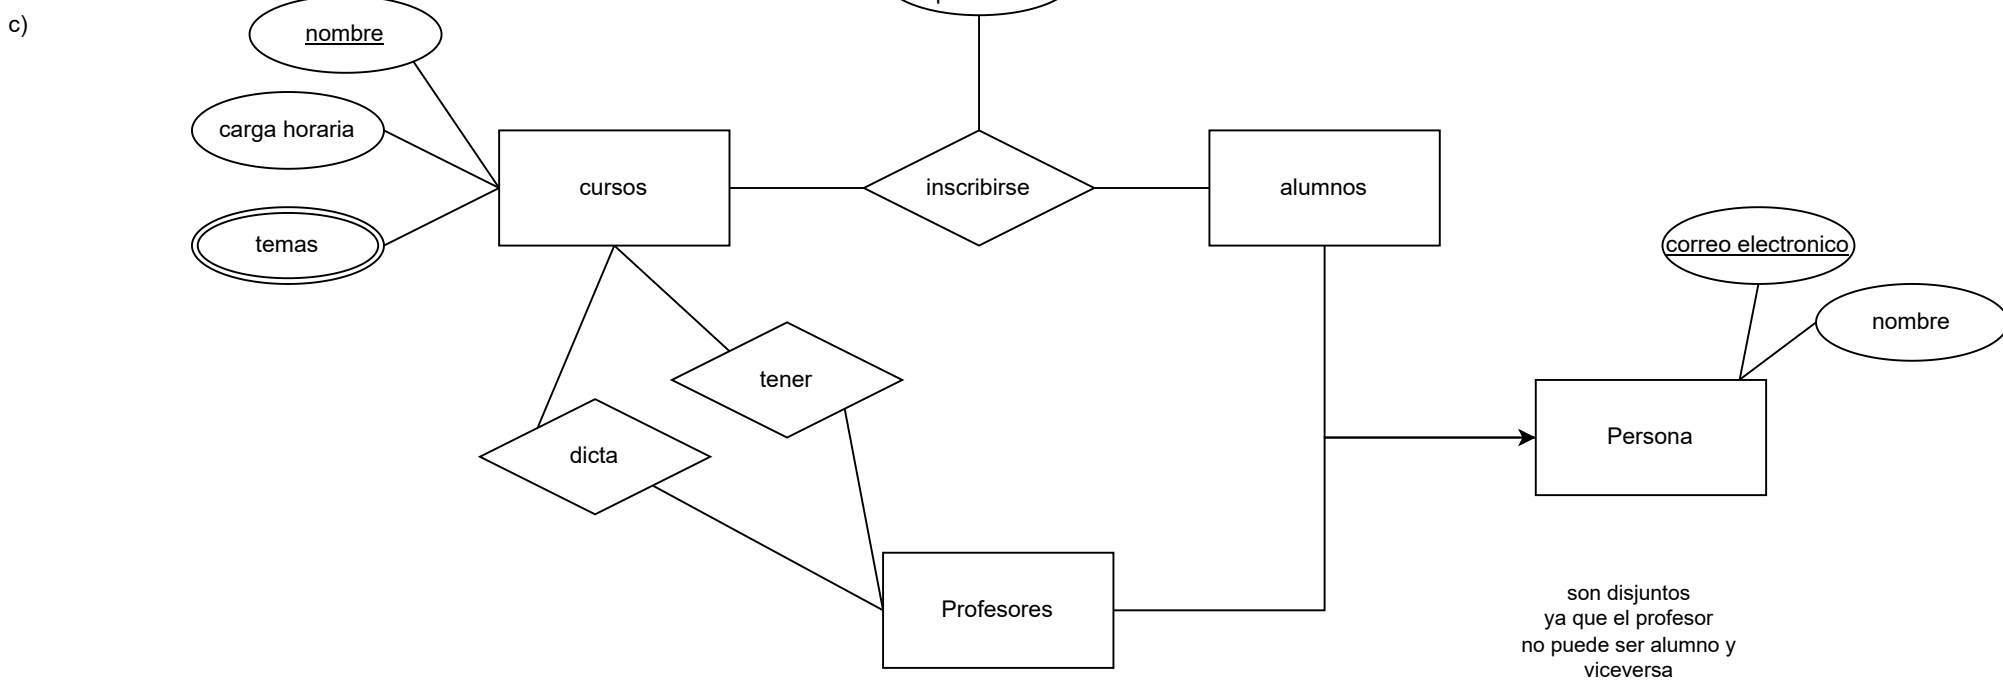 c)
nombre
carga horaria
cursos
inscribirse
alumnos
temas
correo electronico
nombre
tener
dicta
Persona
Profesores
son disjuntos
ya que el profesor
no puede ser alumno y
viceversa